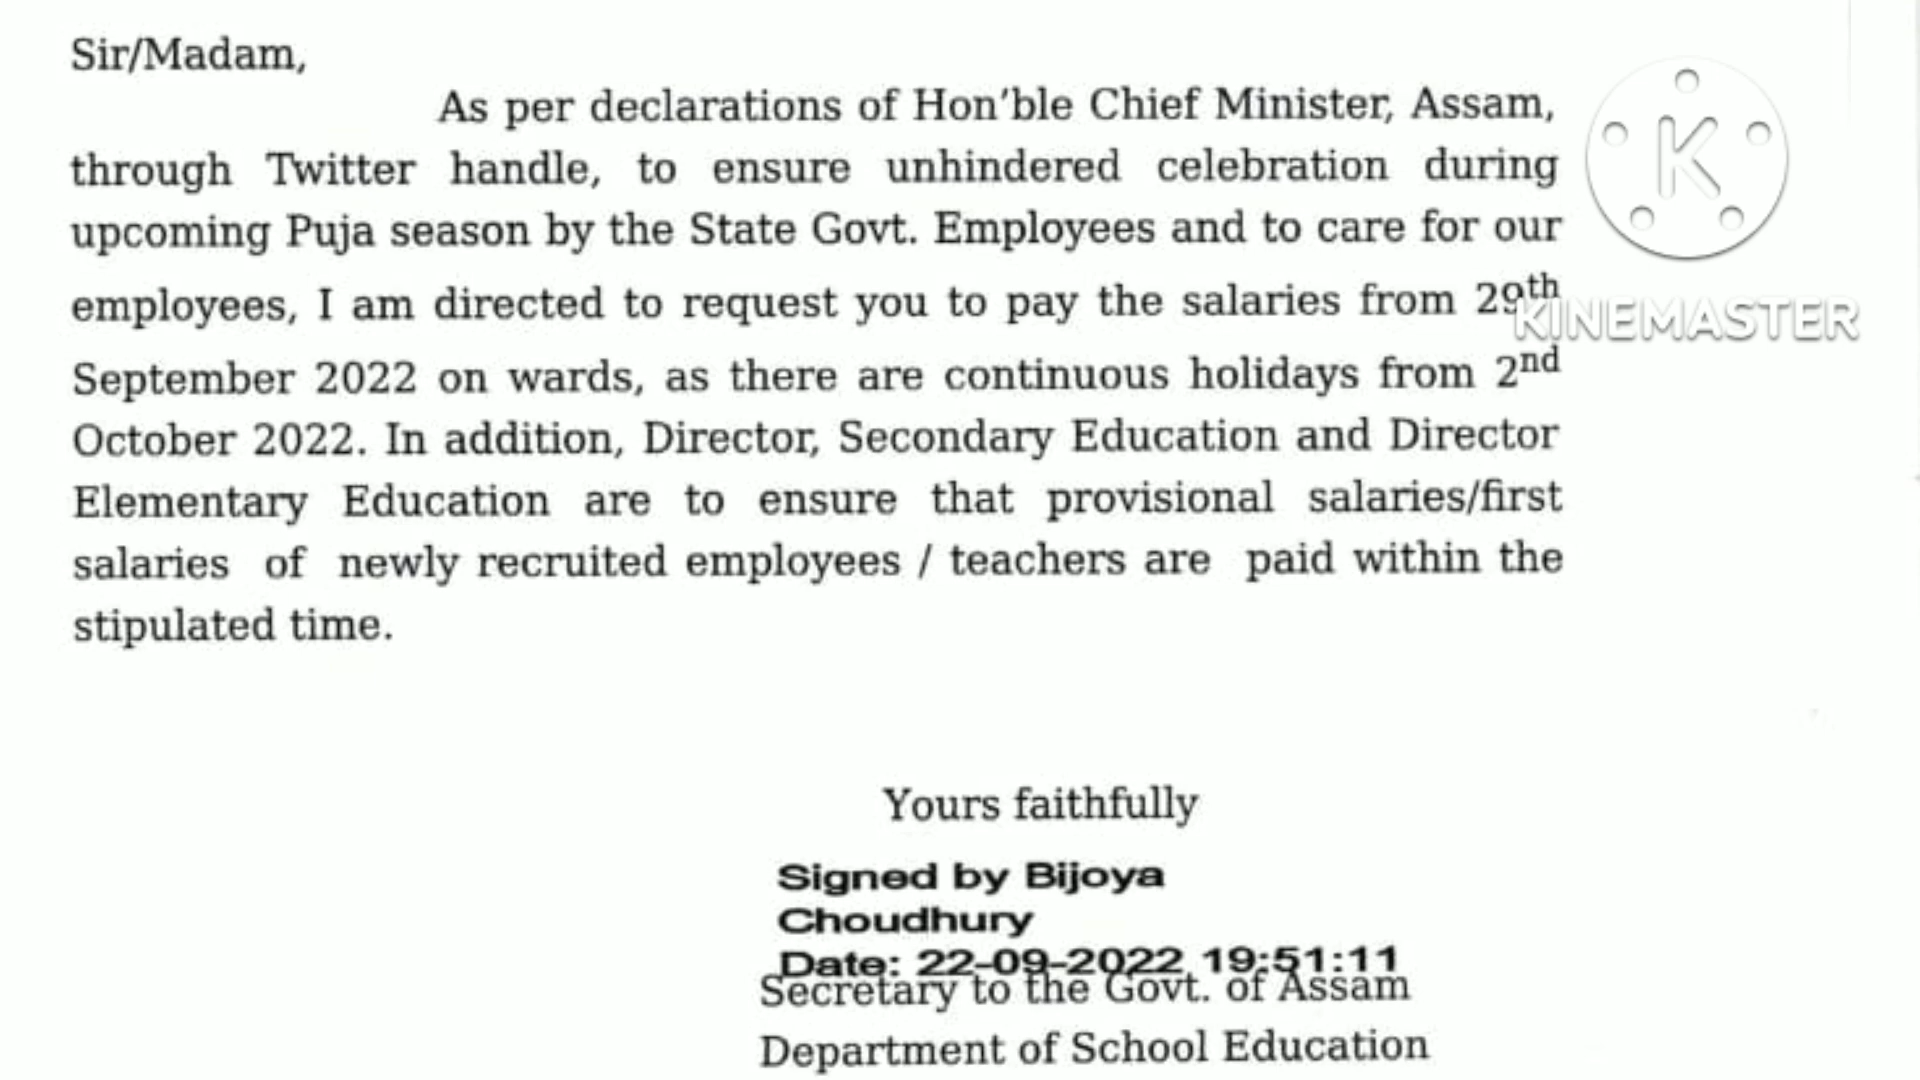 Sir/Madam,
As per declarations of Hon'ble Chief Minister, Assam,
through Twitter handle, to ensure unhindered celebration during
upcoming Puja season by the State Govt. Employees and to care for our
employees, I am directed to request you to pay the salaries from 29th
September 2022 on wards, as there are continuous holidays from 2nd
October 2022. In addition, Director, Secondary Education and Director
Elementary Education are to ensure that provisional salaries/first
salaries of newly recruited employees / teachers are paid within the
stipulated time.
Yours faithfully
Signed by Bijoya
Choudhury
Date: 22-09-2022 19:51:11
Secretary to the Govt. of Assam
Department of School Education
K
KINEMASTER